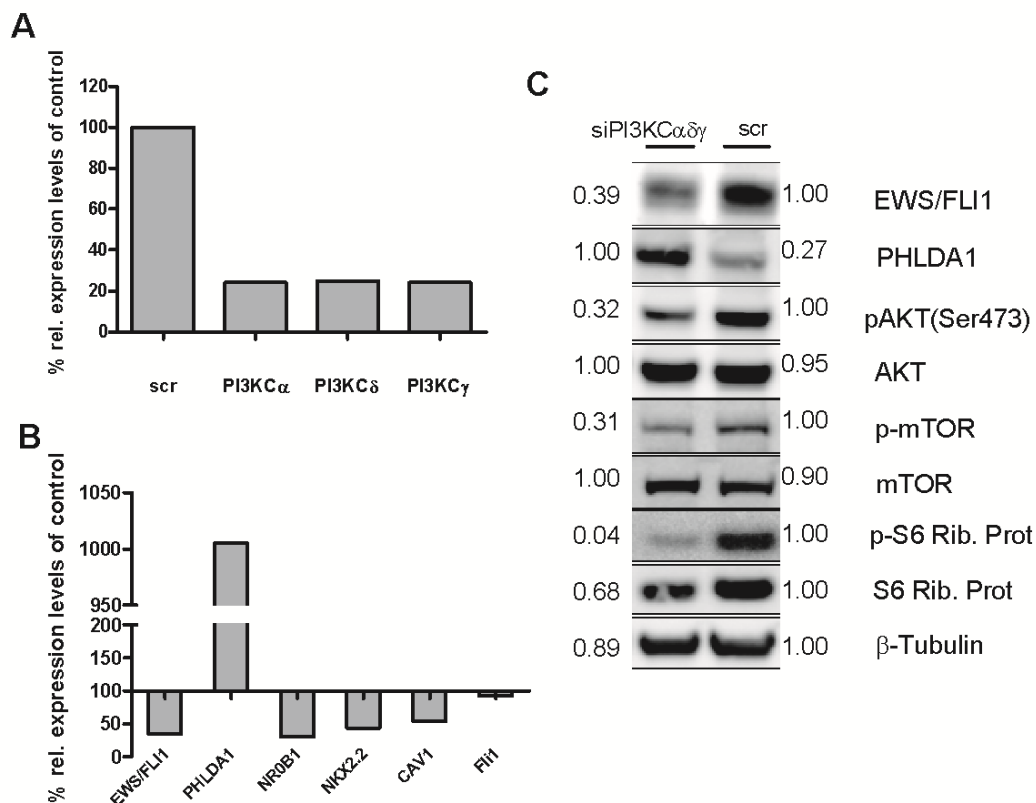 A
% rel. expression levels of control
120
100
80
60
40
20
0
scr PI3KCα PI3KCδ PI3KCγ
B
% rel. expression levels of control
1050
1000
950
200
150
100
50
0
EWS/FLI1 PHLDA1 NR0B1 NKX2.2 CAV1 Fli1
C
siPI3KCαδγ scr
0.39 1.00 EWS/FLI1
1.00 0.27 PHLDA1
0.32 1.00 pAKT(Ser473)
1.00 0.95 AKT
0.31 1.00 p-mTOR
1.00 0.90 mTOR
0.04 1.00 p-S6 Rib. Prot
0.68 1.00 S6 Rib. Prot
0.89 1.00 β-Tubulin